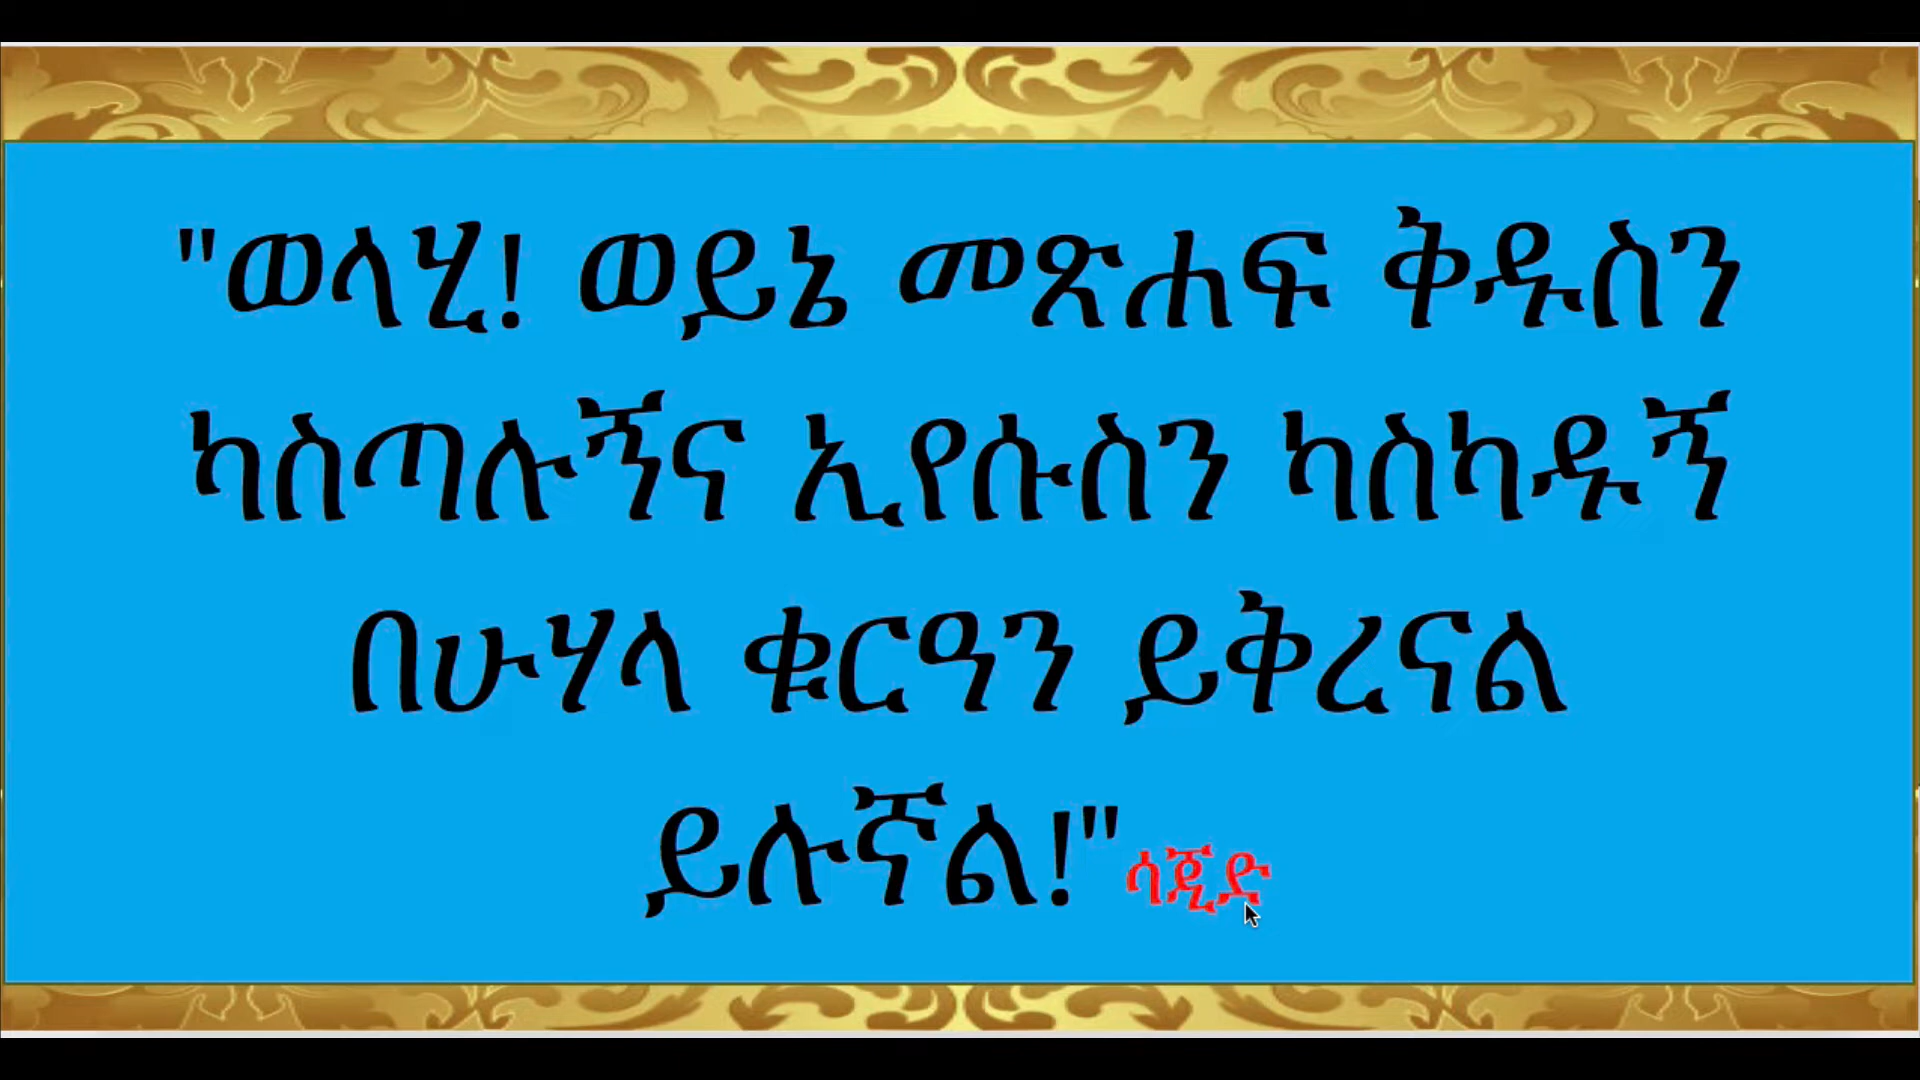 "ወላሂ! ወይኔ መጽሐፍ ቅዱስን
ካስጣሉኝና ኢየሱስን ካስካዱኝ
በሁሃላ ቁርዓን ይቅረናል
ይሉኛል!" ሳጂድ